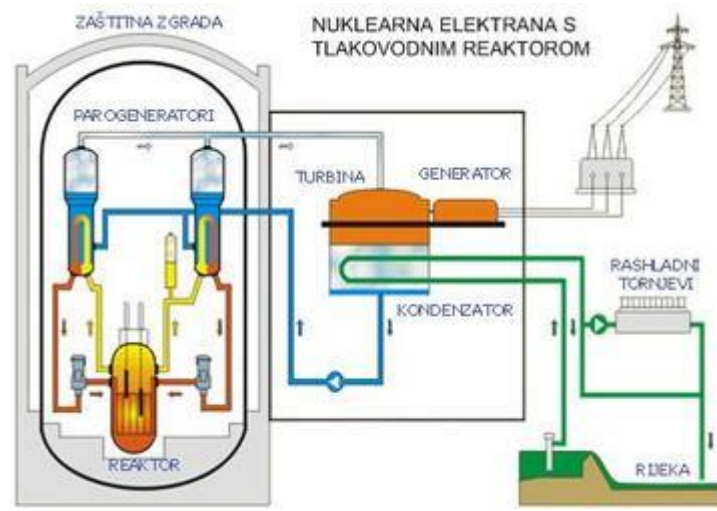 ZAŠTITNA ZGRADA
NUKLEARNA ELEKTRANA S
TLAKOVODNIM REAKTOROM
PAROGENERATORI
TURBINA
GENERATOR
RASHLADNI
TORNJEVI
KONDENZATOR
REAKTOR
RIJEKA